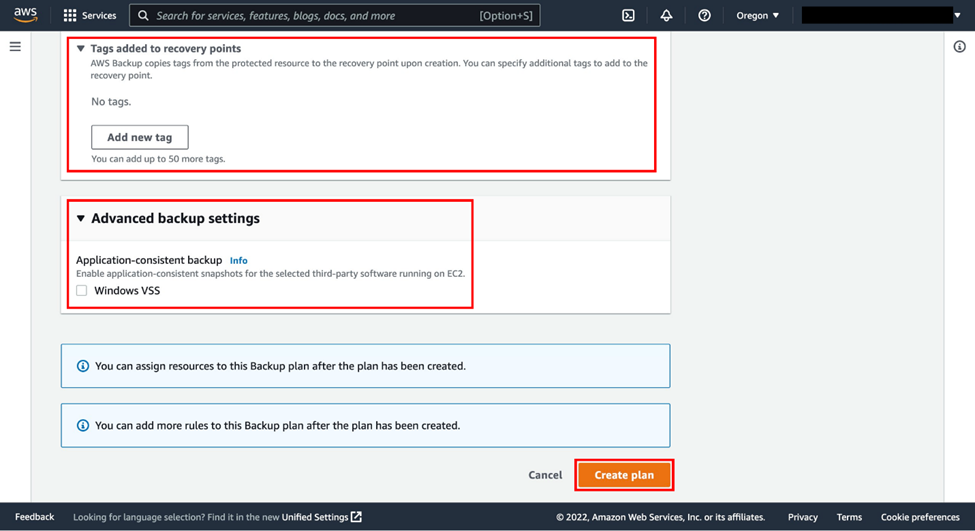 aws
Services
Search for services, features, blogs, docs, and more
[Option+S]
Oregon
Tags added to recovery points
AWS Backup copies tags from the protected resource to the recovery point upon creation. You can specify additional tags to add to the
recovery point.
No tags.
Add new tag
You can add up to 50 more tags.
Advanced backup settings
Application-consistent backup Info
Enable application-consistent snapshots for the selected third-party software running on EC2.
Windows VSS
You can assign resources to this Backup plan after the plan has been created.
You can add more rules to this Backup plan after the plan has been created.
Cancel
Create plan
Feedback
Looking for language selection? Find it in the new Unified Settings
© 2022, Amazon Web Services, Inc. or its affiliates.
Privacy
Terms
Cookie preferences